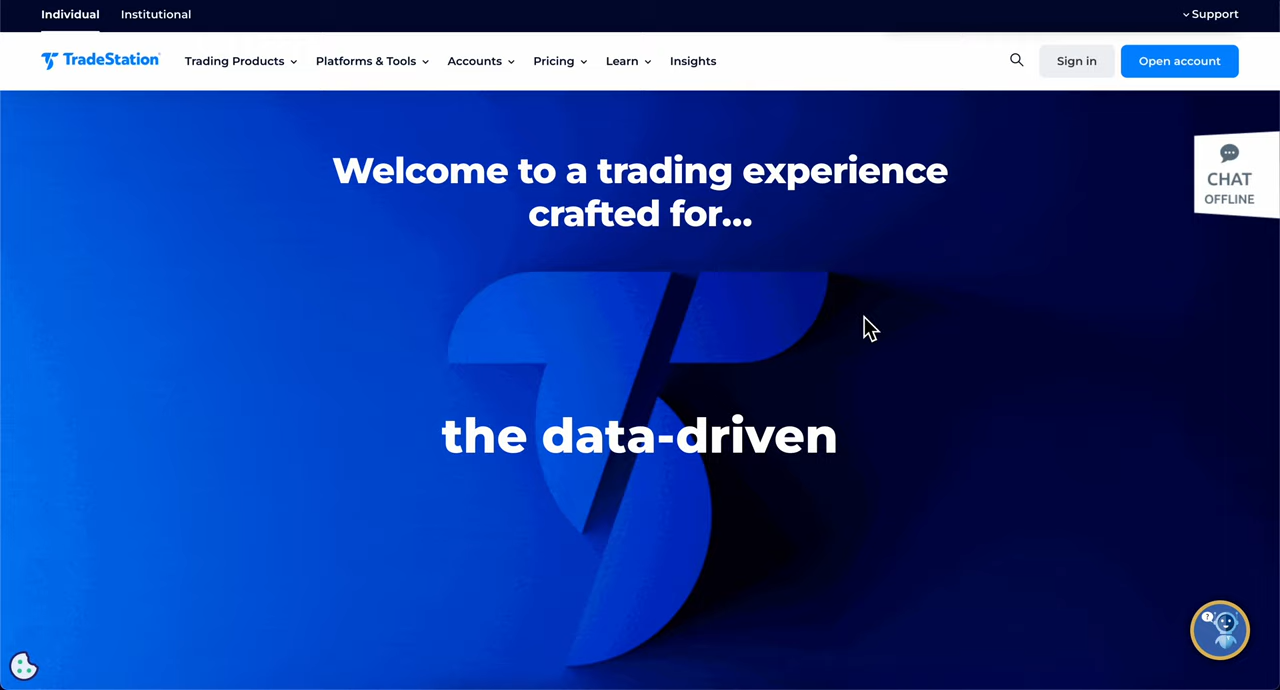 Individual Institutional Support
TradeStation Trading Products Platforms & Tools Accounts Pricing Learn Insights Sign in Open account
Welcome to a trading experience
crafted for...
CHAT
OFFLINE
the data-driven
?